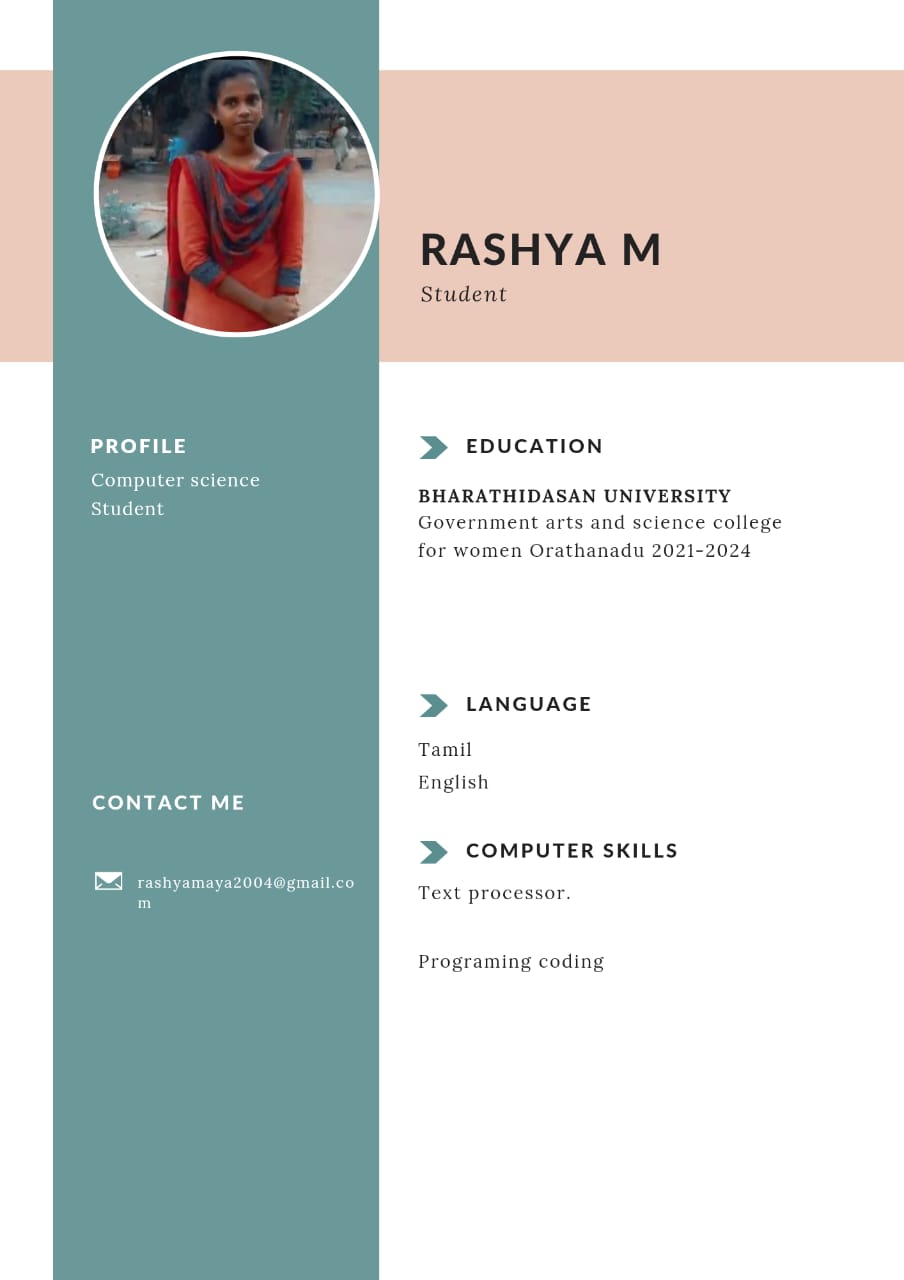 RASHYA M
Student
PROFILE
Computer science
Student
CONTACT ME
rashyamaya2004@gmail.co
m
EDUCATION
BHARATHIDASAN UNIVERSITY
Government arts and science college
for women Orathanadu 2021-2024
LANGUAGE
Tamil
English
COMPUTER SKILLS
Text processor.
Programing coding